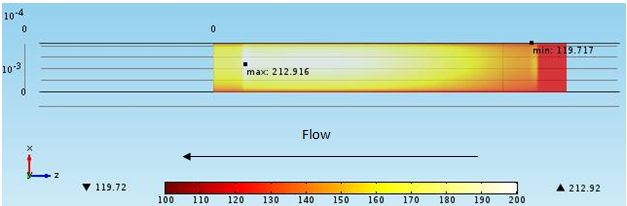 10⁻⁴
0 0
min: 119.717
10⁻³
max: 212.916
0
Flow
x
z
▼ 119.72 ▲ 212.92
100 110 120 130 140 150 160 170 180 190 200